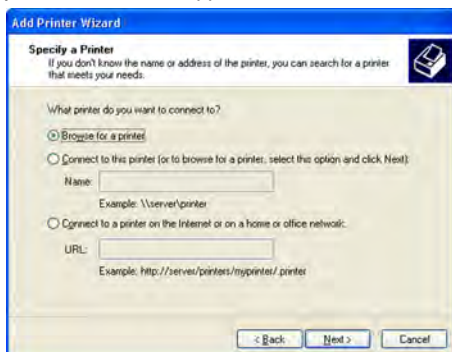 Add Printer Wizard
Specify a Printer
If you don't know the name or address of the printer, you can search for a printer
that meets your needs.
What printer do you want to connect to?
Browse for a printer
Connect to this printer (or to browse for a printer, select this option and click Next):
Name:
Example: \\server\printer
Connect to a printer on the Internet or on a home or office network:
URL:
Example: http://server/printers/myprinter/.printer
< Back Next > Cancel